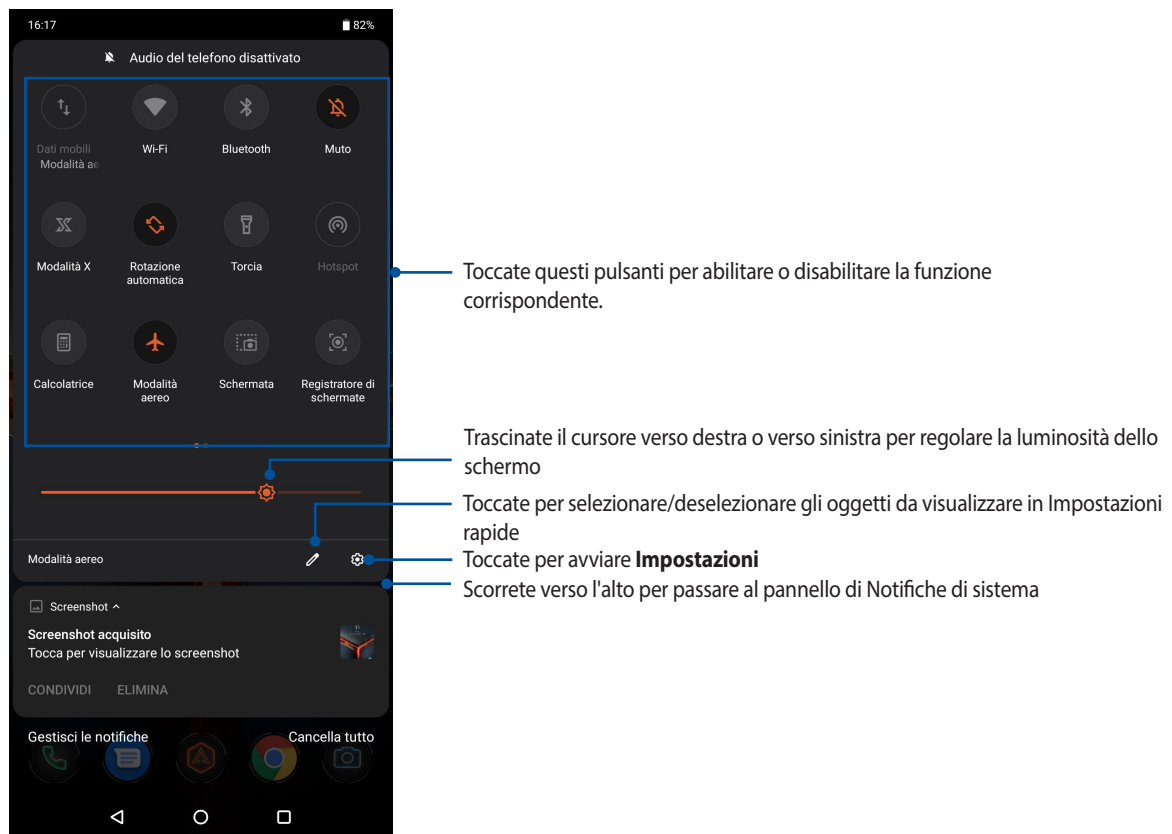 16:17
82%
Audio del telefono disattivato
Dati mobili
Modalità ae
Wi-Fi
Bluetooth
Muto
Modalità X
Rotazione
automatica
Torcia
Hotspot
Calcolatrice
Modalità
aereo
Schermata
Registratore di
schermate
Modalità aereo
Screenshot
Screenshot acquisito
Tocca per visualizzare lo screenshot
CONDIVIDI ELIMINA
Gestisci le notifiche
Cancella tutto
Toccate questi pulsanti per abilitare o disabilitare la funzione
corrispondente.
Trascinate il cursore verso destra o verso sinistra per regolare la luminosità dello
schermo
Toccate per selezionare/deselezionare gli oggetti da visualizzare in Impostazioni
rapide
Toccate per avviare Impostazioni
Scorrete verso l'alto per passare al pannello di Notifiche di sistema